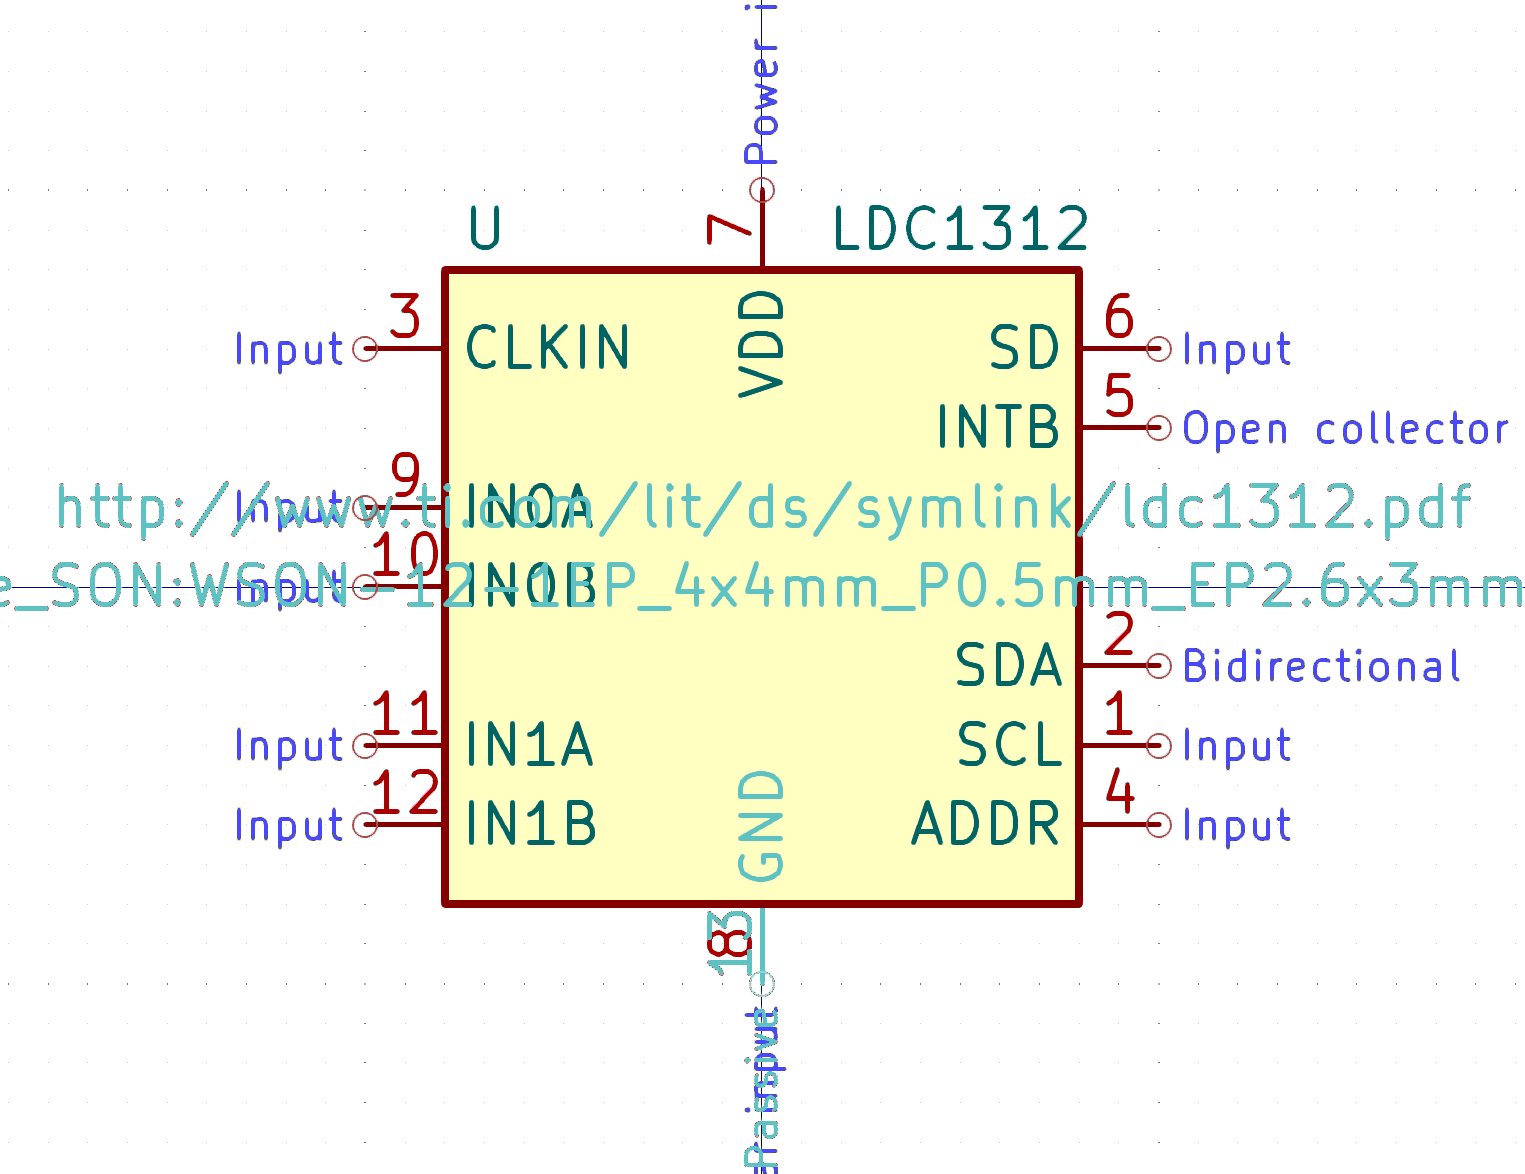 Power i
7
U
LDC1312
VDD
3
Input
CLKIN
6
SD
Input
5
INTB
Open collector
9
Input
IN0A
http://www.ti.com/lit/ds/symlink/ldc1312.pdf
10
Input
IN0B
e_SON:WSON-12-1EP_4x4mm_P0.5mm_EP2.6x3mm
2
SDA
Bidirectional
11
Input
IN1A
1
SCL
Input
12
Input
IN1B
4
ADDR
Input
GND
13
8
Passive
r input